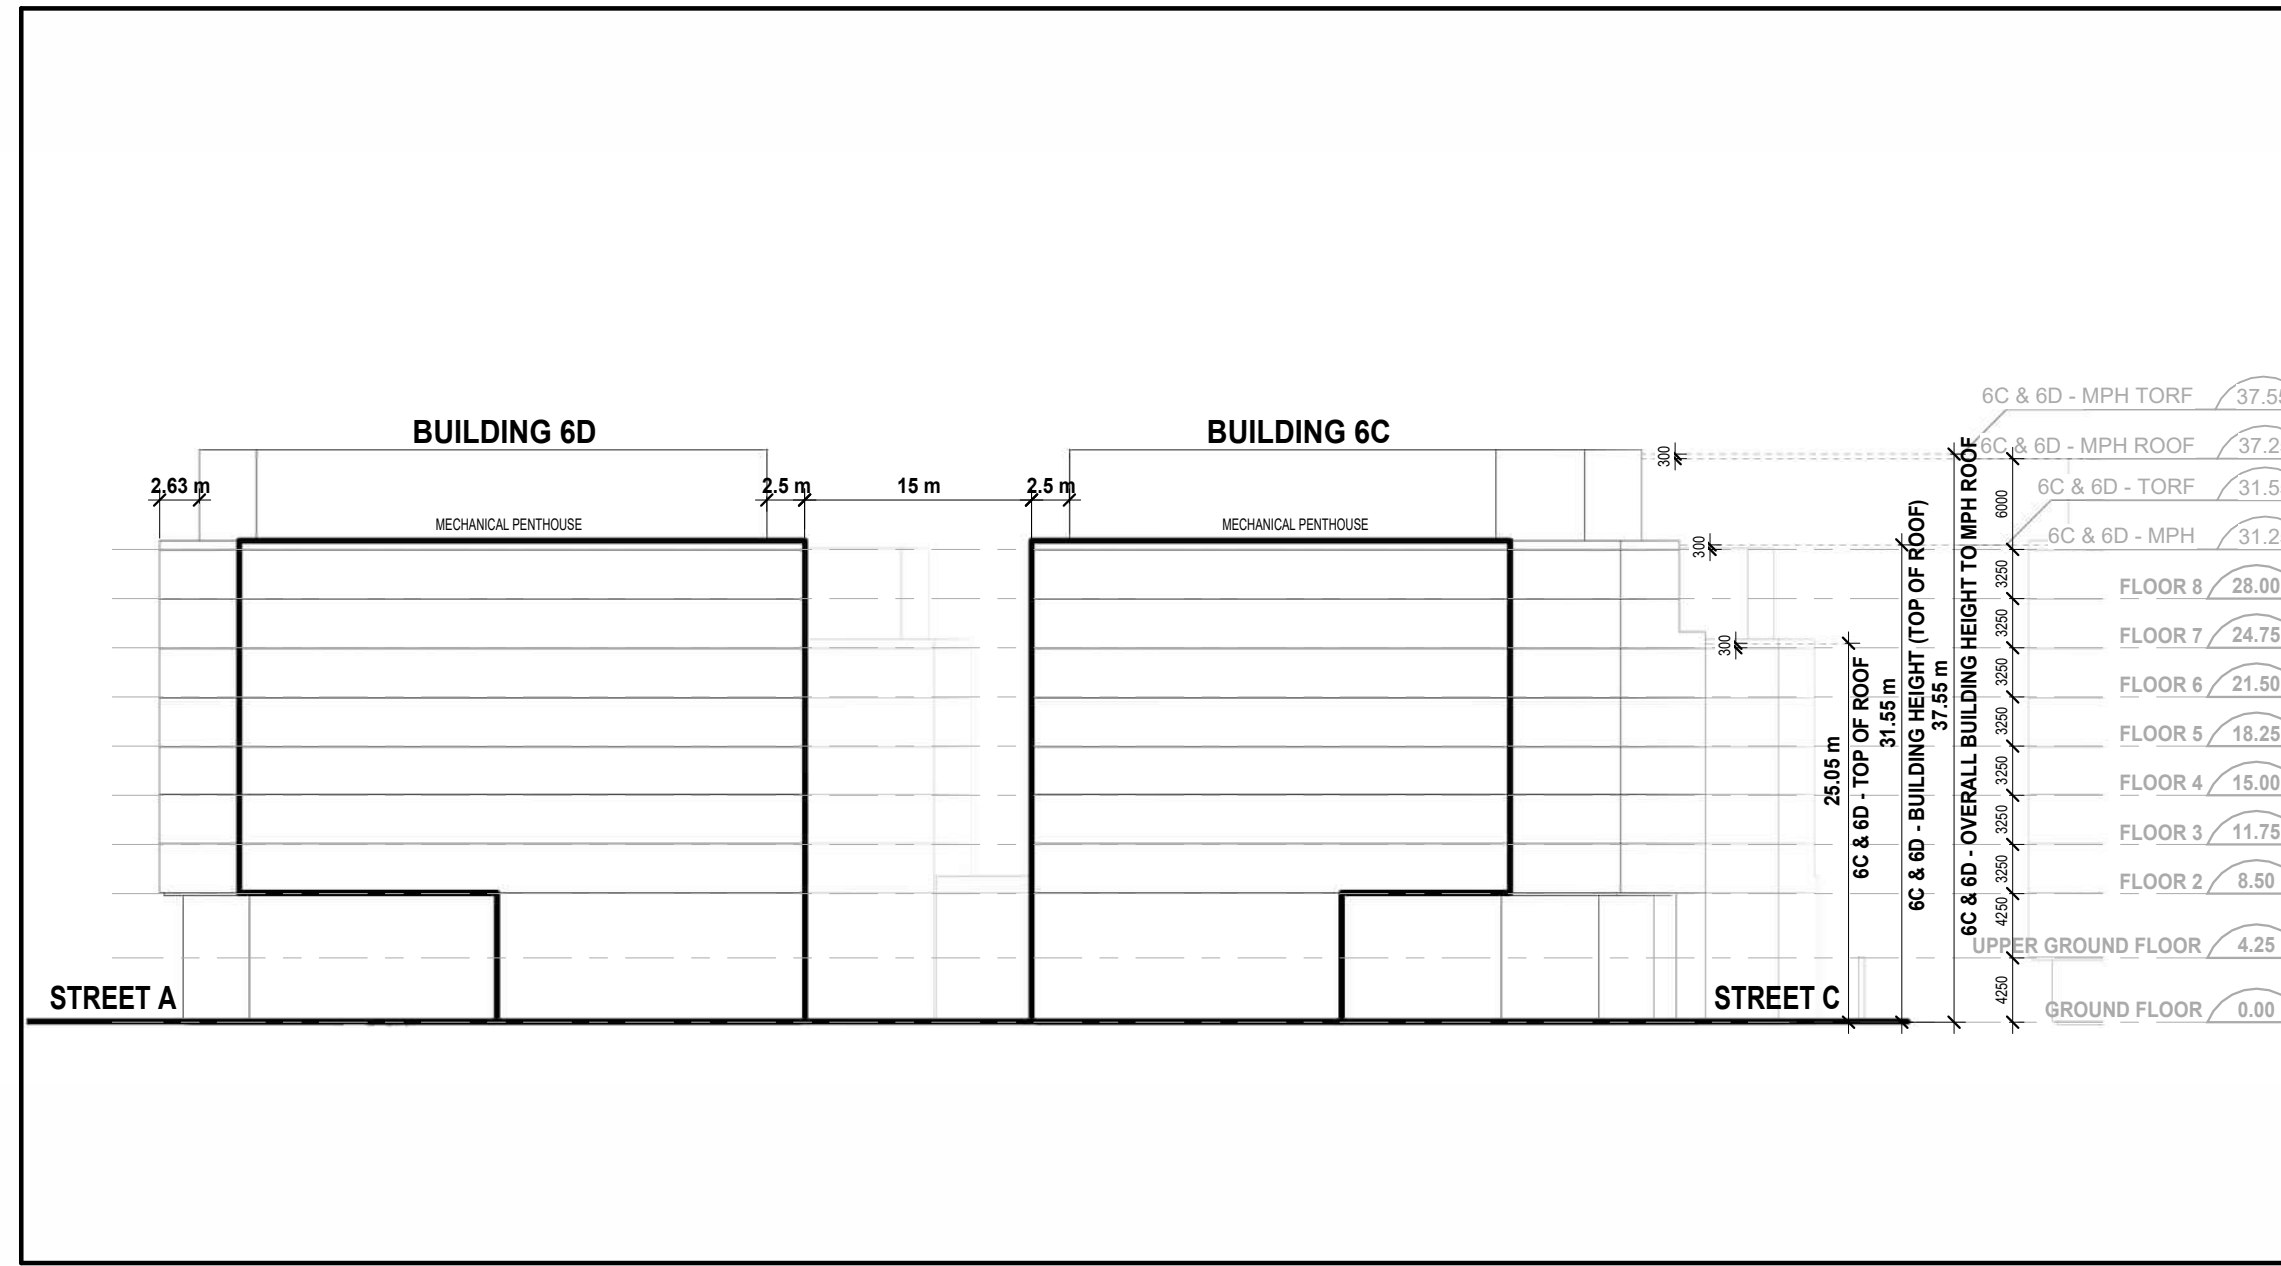 BUILDING 6D
BUILDING 6C
2.63 m
2.5 m
15 m
2.5 m
MECHANICAL PENTHOUSE
MECHANICAL PENTHOUSE
STREET A
STREET C
300
300
300
25.05 m
6C & 6D - TOP OF ROOF
31.55 m
6C & 6D - BUILDING HEIGHT (TOP OF ROOF)
37.55 m
6C & 6D - OVERALL BUILDING HEIGHT TO MPH ROOF
6000
3250
3250
3250
3250
3250
3250
3250
4250
4250
6C & 6D - MPH TORF
6C & 6D - MPH ROOF
6C & 6D - TORF
6C & 6D - MPH
FLOOR 8 28.00
FLOOR 7 24.75
FLOOR 6 21.50
FLOOR 5 18.25
FLOOR 4 15.00
FLOOR 3 11.75
FLOOR 2 8.50
UPPER GROUND FLOOR 4.25
GROUND FLOOR 0.00